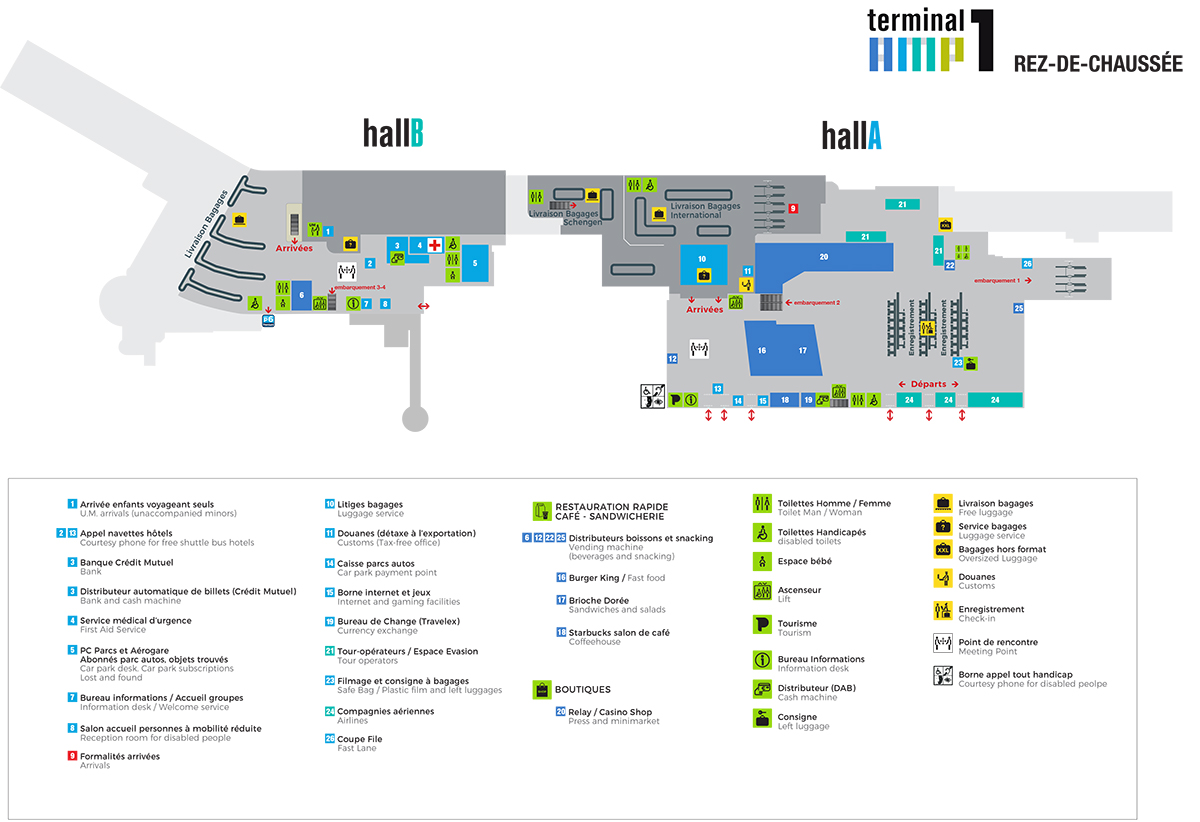 terminal
AMP
1
REZ-DE-CHAUSSÉE
hallB
hallA
Livraison Bagages
Arrivées
1
2
3
4
5
embarquement 3-4
6
7
8
P6
Livraison Bagages
Schengen
Livraison Bagages
International
9
10
Arrivées
11
20
embarquement 2
21
21
21
XXL
22
embarquement 1
26
25
Enregistrement
Enregistrement
23
Départs
12
16
17
13
14
15
18
19
24
24
24
1 Arrivée enfants voyageant seuls
U.M. arrivals (unaccompanied minors)
2 13 Appel navettes hôtels
Courtesy phone for free shuttle bus hotels
3 Banque Crédit Mutuel
Bank
3 Distributeur automatique de billets (Crédit Mutuel)
Bank and cash machine
4 Service médical d'urgence
First Aid Service
5 PC Parcs et Aérogare
Abonnés parc autos, objets trouvés
Car park desk. Car park subscriptions
Lost and found
7 Bureau informations / Accueil groupes
Information desk / Welcome service
8 Salon accueil personnes à mobilité réduite
Reception room for disabled people
9 Formalités arrivées
Arrivals
10 Litiges bagages
Luggage service
11 Douanes (détaxe à l'exportation)
Customs (Tax-free office)
14 Caisse parcs autos
Car park payment point
15 Borne internet et jeux
Internet and gaming facilities
19 Bureau de Change (Travelex)
Currency exchange
21 Tour-opérateurs / Espace Evasion
Tour operators
23 Filmage et consigne à bagages
Safe Bag / Plastic film and left luggages
24 Compagnies aériennes
Airlines
26 Coupe File
Fast Lane
RESTAURATION RAPIDE
CAFÉ - SANDWICHERIE
6 12 22 25 Distributeurs boissons et snacking
Vending machine
(beverages and snacking)
16 Burger King / Fast food
17 Brioche Dorée
Sandwiches and salads
18 Starbucks salon de café
Coffeehouse
BOUTIQUES
20 Relay / Casino Shop
Press and minimarket
Toilettes Homme / Femme
Toilet Man / Woman
Toilettes Handicapés
disabled toilets
Espace bébé
Ascenseur
Lift
Tourisme
Tourism
Bureau Informations
Information desk
Distributeur (DAB)
Cash machine
Consigne
Left luggage
Livraison bagages
Free luggage
Service bagages
Luggage service
XXL Bagages hors format
Oversized Luggage
Douanes
Customs
Enregistrement
Check-in
Point de rencontre
Meeting Point
Borne appel tout handicap
Courtesy phone for disabled peolpe